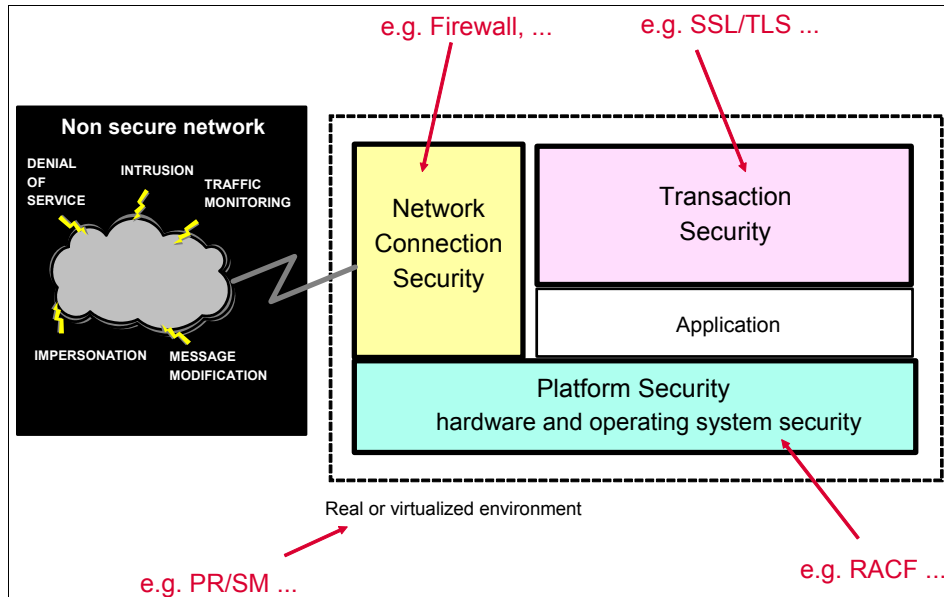 e.g. Firewall, ...
e.g. SSL/TLS ...
Non secure network
DENIAL
OF
SERVICE
INTRUSION
TRAFFIC
MONITORING
IMPERSONATION
MESSAGE
MODIFICATION
Network
Connection
Security
Transaction
Security
Application
Platform Security
hardware and operating system security
Real or virtualized environment
e.g. PR/SM ...
e.g. RACF ...